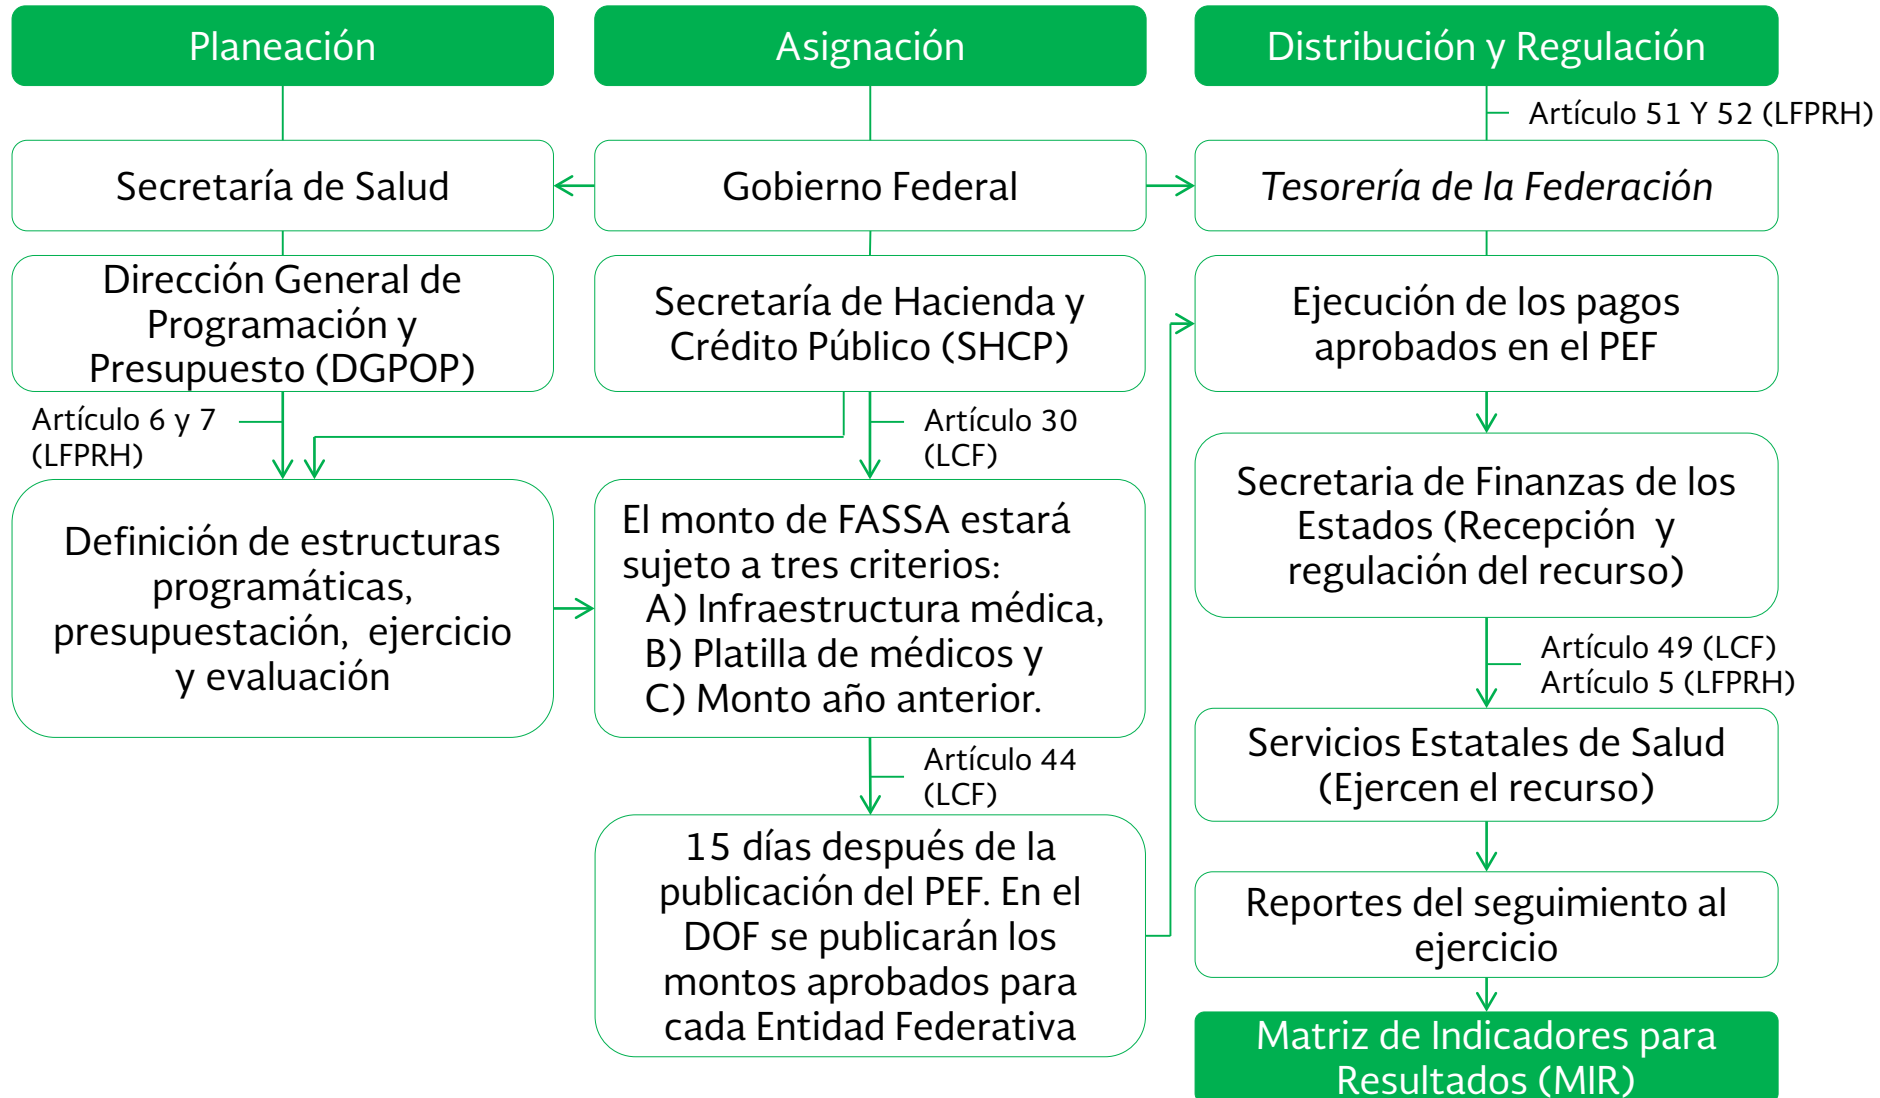 Planeación
Asignación
Distribución y Regulación
Artículo 51 Y 52 (LFPRH)
Secretaría de Salud
Gobierno Federal
Tesorería de la Federación
Dirección General de
Programación y
Presupuesto (DGPOP)
Secretaría de Hacienda y
Crédito Público (SHCP)
Ejecución de los pagos
aprobados en el PEF
Artículo 6 y 7
(LFPRH)
Artículo 30
(LCF)
Definición de estructuras
programáticas,
presupuestación, ejercicio
y evaluación
El monto de FASSA estará
sujeto a tres criterios:
A) Infraestructura médica,
B) Platilla de médicos y
C) Monto año anterior.
Secretaria de Finanzas de los
Estados (Recepción y
regulación del recurso)
Artículo 49 (LCF)
Artículo 5 (LFPRH)
Artículo 44
(LCF)
Servicios Estatales de Salud
(Ejercen el recurso)
15 días después de la
publicación del PEF. En el
DOF se publicarán los
montos aprobados para
cada Entidad Federativa
Reportes del seguimiento al
ejercicio
Matriz de Indicadores para
Resultados (MIR)